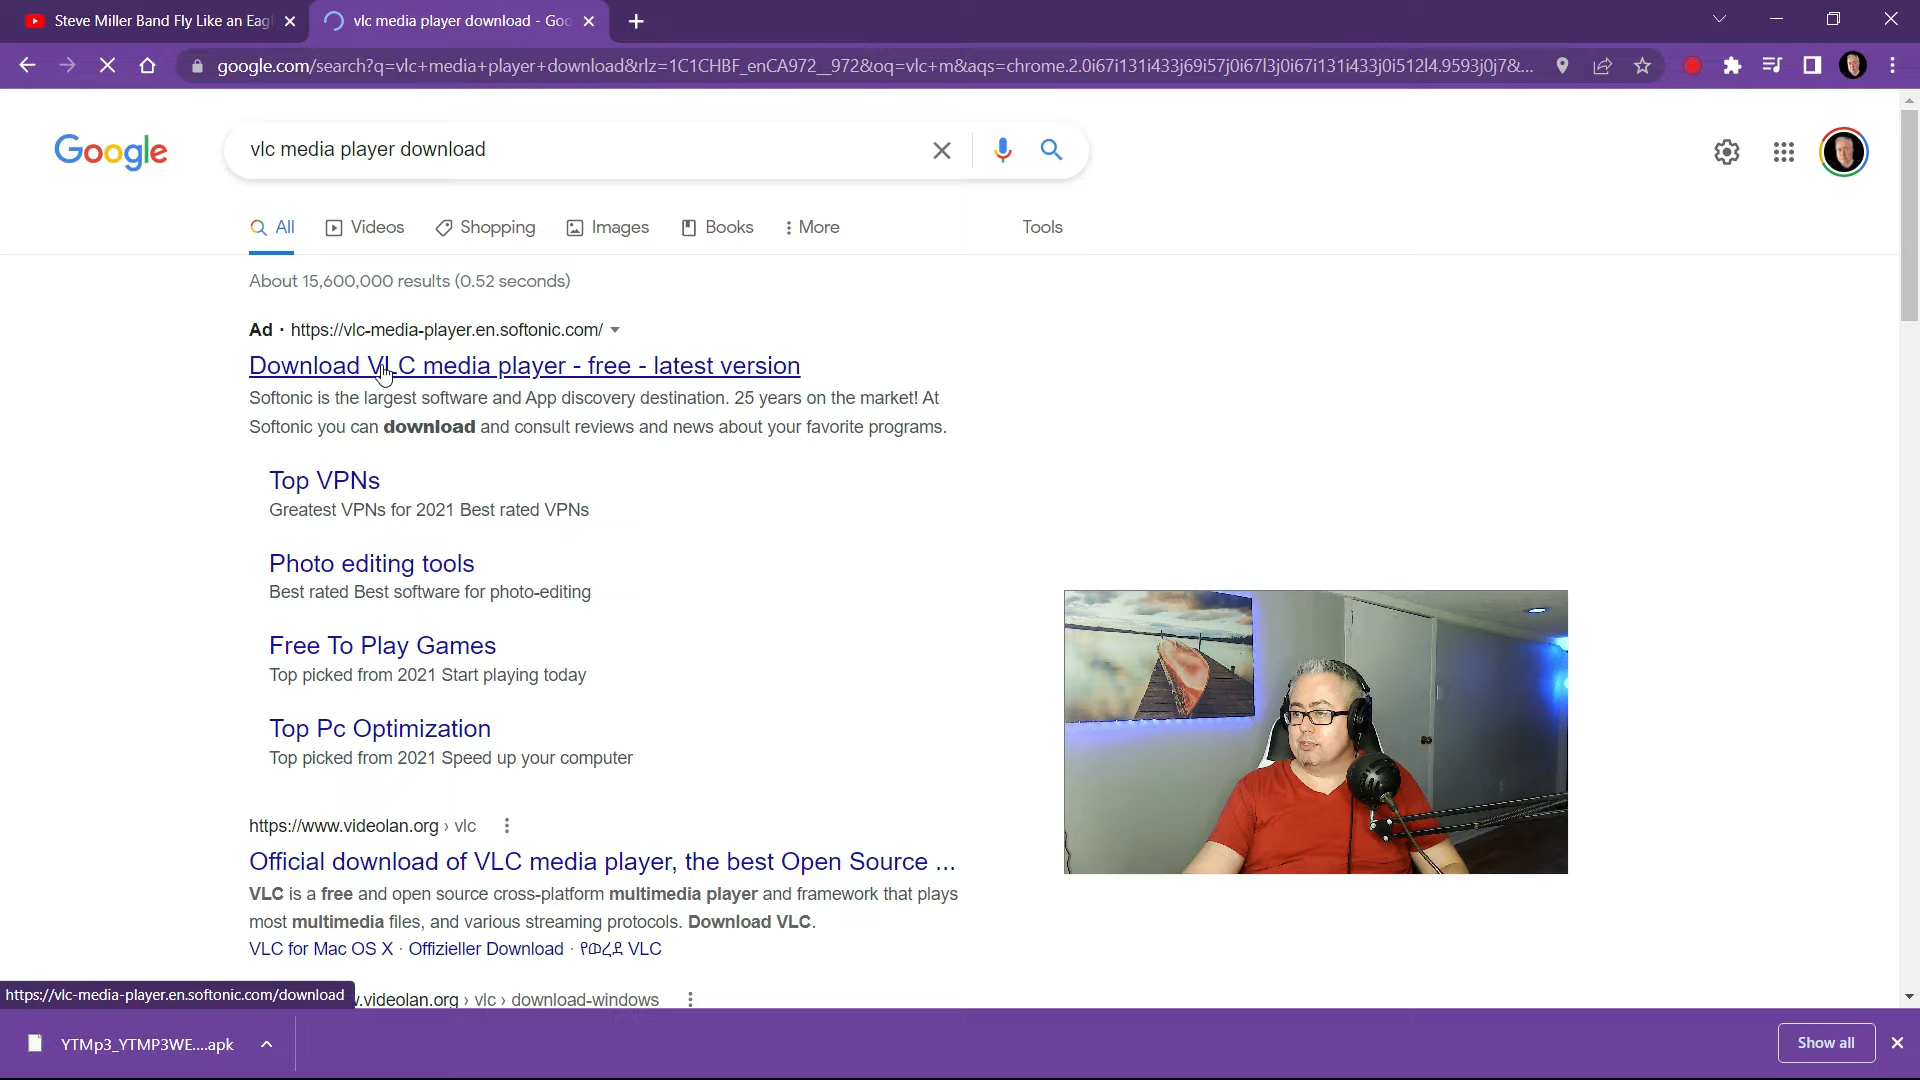 Steve Miller Band Fly Like an Eag
vlc media player download - Goo
google.com/search?q=vlc+media+player+download&rlz=1C1CHBF_enCA972__972&oq=vlc+m&aqs=chrome.2.0i67i131i433j69i57j0i67l3j0i67i131i433j0i512l4.9593j0j7&...
Google
vlc media player download
All
Videos
Shopping
Images
Books
More
Tools
About 15,600,000 results (0.52 seconds)
Ad · https://vlc-media-player.en.softonic.com/
Download VLC media player - free - latest version
Softonic is the largest software and App discovery destination. 25 years on the market! At
Softonic you can download and consult reviews and news about your favorite programs.
Top VPNs
Greatest VPNs for 2021 Best rated VPNs
Photo editing tools
Best rated Best software for photo-editing
Free To Play Games
Top picked from 2021 Start playing today
Top Pc Optimization
Top picked from 2021 Speed up your computer
https://www.videolan.org › vlc
Official download of VLC media player, the best Open Source ...
VLC is a free and open source cross-platform multimedia player and framework that plays
most multimedia files, and various streaming protocols. Download VLC.
VLC for Mac OS X · Offizieller Download · የወረደ VLC
https://vlc-media-player.en.softonic.com/download
.videolan.org › vlc › download-windows
YTMp3_YTMP3WE....apk
Show all